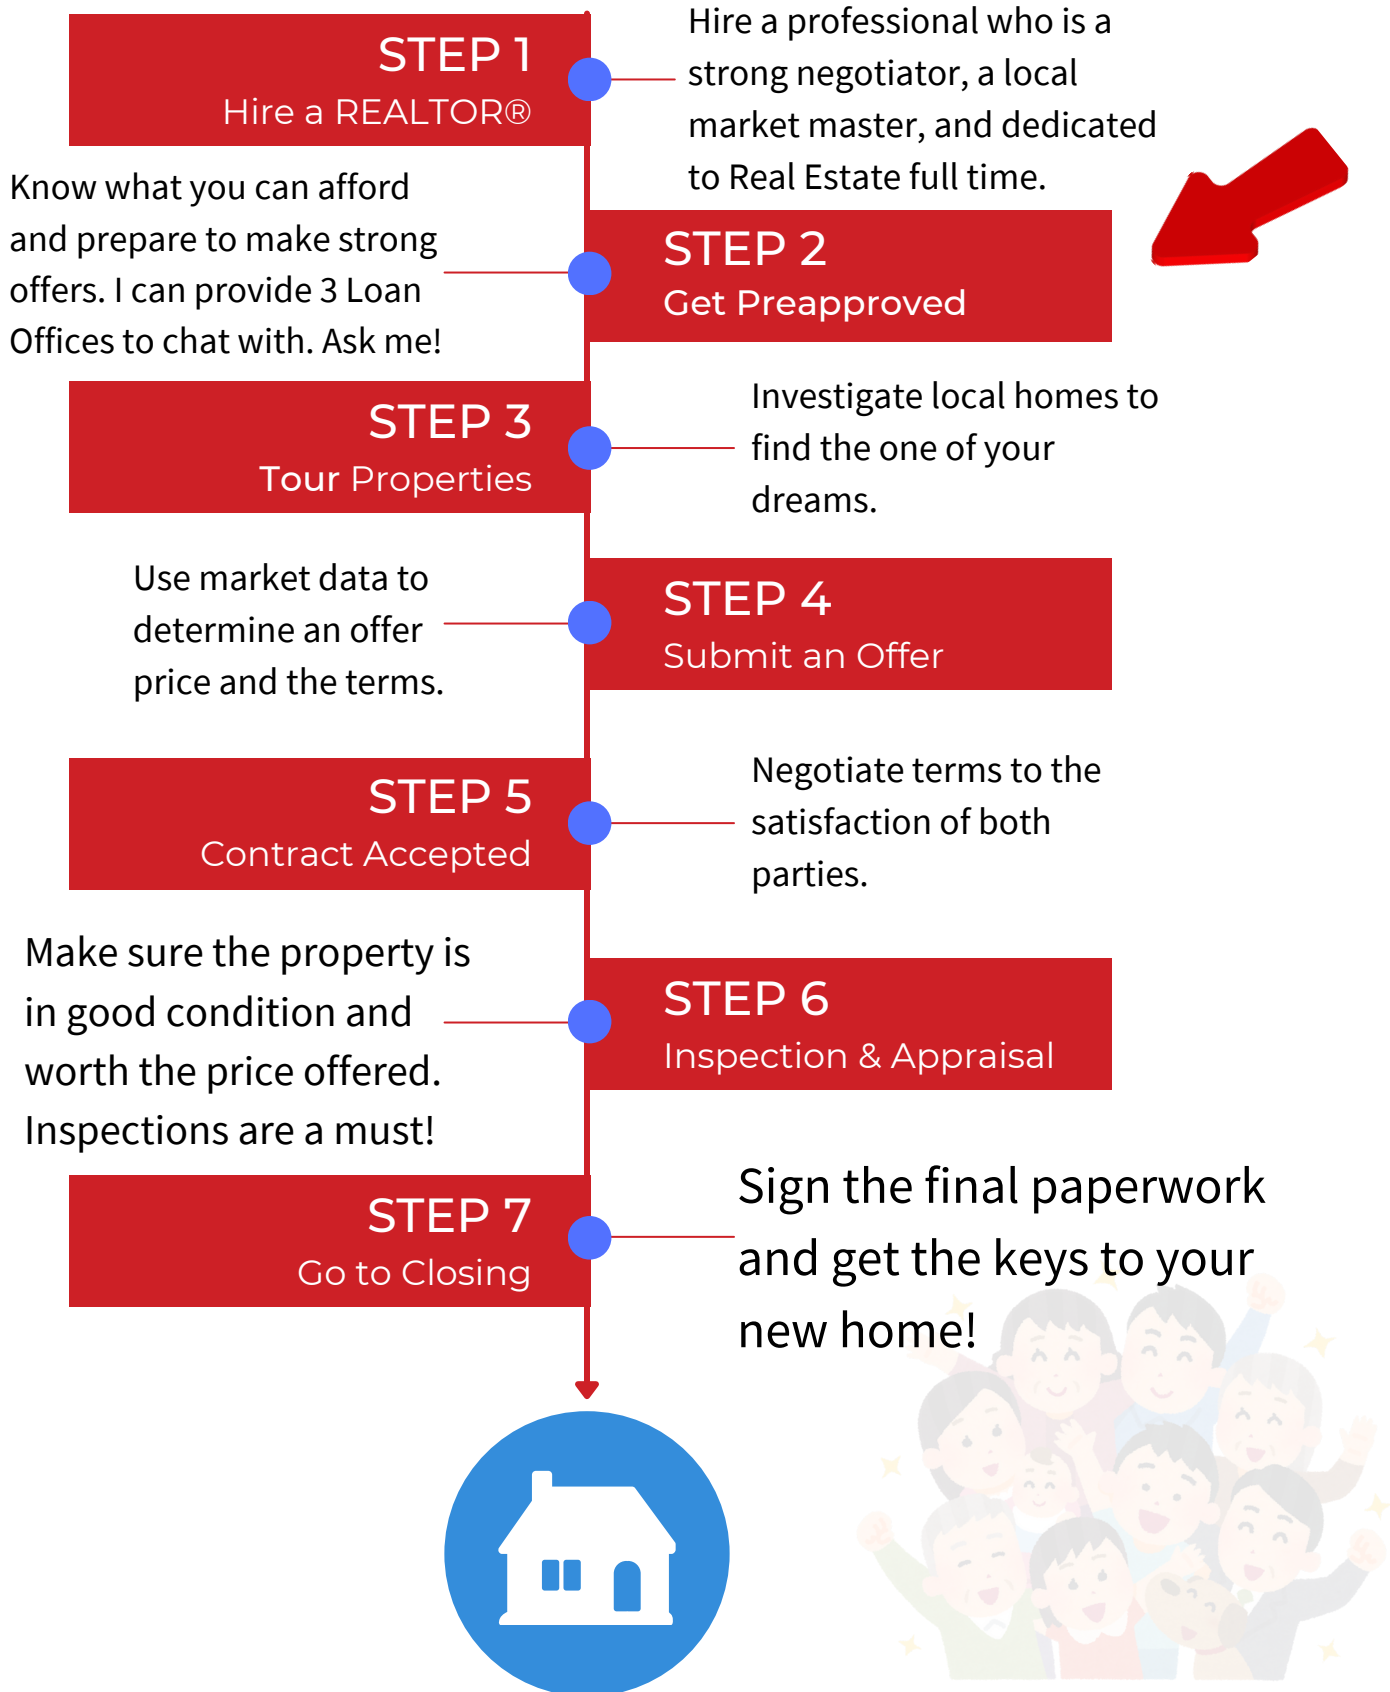 STEP 1
Hire a REALTOR®
Hire a professional who is a
strong negotiator, a local
market master, and dedicated
to Real Estate full time.
Know what you can afford
and prepare to make strong
offers. I can provide 3 Loan
Offices to chat with. Ask me!
STEP 2
Get Preapproved
STEP 3
Tour Properties
Investigate local homes to
find the one of your
dreams.
Use market data to
determine an offer
price and the terms.
STEP 4
Submit an Offer
STEP 5
Contract Accepted
Negotiate terms to the
satisfaction of both
parties.
Make sure the property is
in good condition and
worth the price offered.
Inspections are a must!
STEP 6
Inspection & Appraisal
STEP 7
Go to Closing
Sign the final paperwork
and get the keys to your
new home!